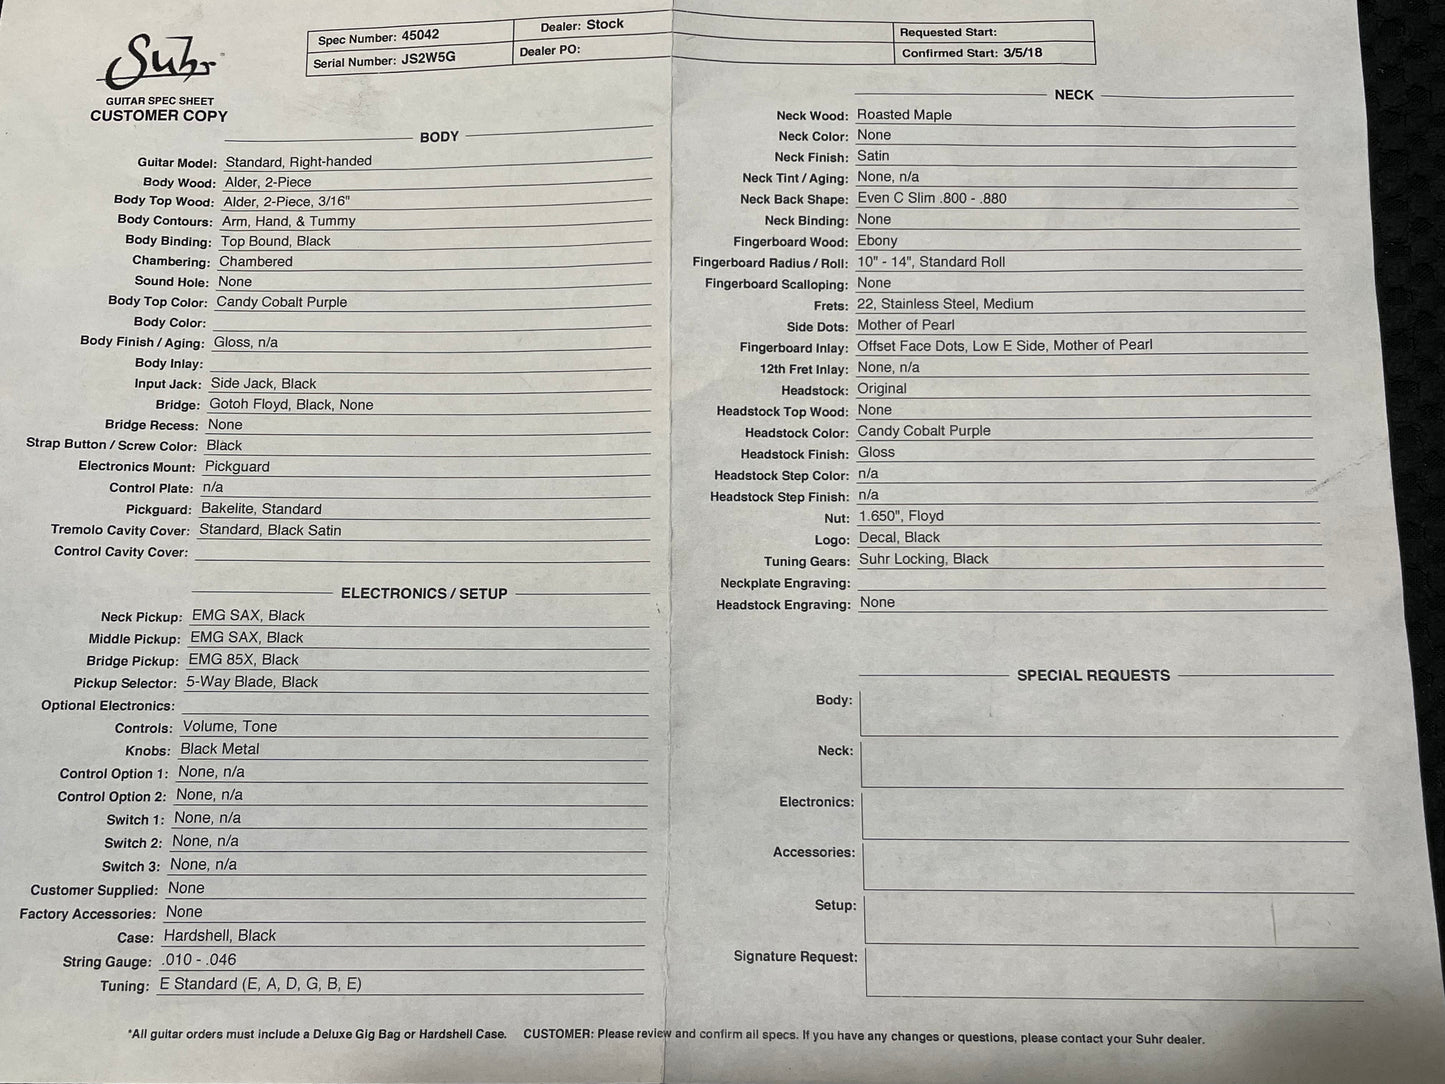 Suhr
GUITAR SPEC SHEET
CUSTOMER COPY
Spec Number: 45042
Dealer: Stock
Requested Start:
Serial Number: JS2W5G
Dealer PO:
Confirmed Start: 3/5/18
BODY
Guitar Model: Standard, Right-handed
Body Wood: Alder, 2-Piece
Body Top Wood: Alder, 2-Piece, 3/16"
Body Contours: Arm, Hand, & Tummy
Body Binding: Top Bound, Black
Chambering: Chambered
Sound Hole: None
Body Top Color: Candy Cobalt Purple
Body Color:
Body Finish / Aging: Gloss, n/a
Body Inlay:
Input Jack: Side Jack, Black
Bridge: Gotoh Floyd, Black, None
Bridge Recess: None
Strap Button / Screw Color: Black
Electronics Mount: Pickguard
Control Plate: n/a
Pickguard: Bakelite, Standard
Tremolo Cavity Cover: Standard, Black Satin
Control Cavity Cover:
ELECTRONICS / SETUP
Neck Pickup: EMG SAX, Black
Middle Pickup: EMG SAX, Black
Bridge Pickup: EMG 85X, Black
Pickup Selector: 5-Way Blade, Black
Optional Electronics:
Controls: Volume, Tone
Knobs: Black Metal
Control Option 1: None, n/a
Control Option 2: None, n/a
Switch 1: None, n/a
Switch 2: None, n/a
Switch 3: None, n/a
Customer Supplied: None
Factory Accessories: None
Case: Hardshell, Black
String Gauge: .010 - .046
Tuning: E Standard (E, A, D, G, B, E)
NECK
Neck Wood: Roasted Maple
Neck Color: None
Neck Finish: Satin
Neck Tint / Aging: None, n/a
Neck Back Shape: Even C Slim .800 - .880
Neck Binding: None
Fingerboard Wood: Ebony
Fingerboard Radius / Roll: 10" - 14", Standard Roll
Fingerboard Scalloping: None
Frets: 22, Stainless Steel, Medium
Side Dots: Mother of Pearl
Fingerboard Inlay: Offset Face Dots, Low E Side, Mother of Pearl
12th Fret Inlay: None, n/a
Headstock: Original
Headstock Top Wood: None
Headstock Color: Candy Cobalt Purple
Headstock Finish: Gloss
Headstock Step Color: n/a
Headstock Step Finish: n/a
Nut: 1.650", Floyd
Logo: Decal, Black
Tuning Gears: Suhr Locking, Black
Neckplate Engraving:
Headstock Engraving: None
SPECIAL REQUESTS
Body:
Neck:
Electronics:
Accessories:
Setup:
Signature Request:
*All guitar orders must include a Deluxe Gig Bag or Hardshell Case. CUSTOMER: Please review and confirm all specs. If you have any changes or questions, please contact your Suhr dealer.